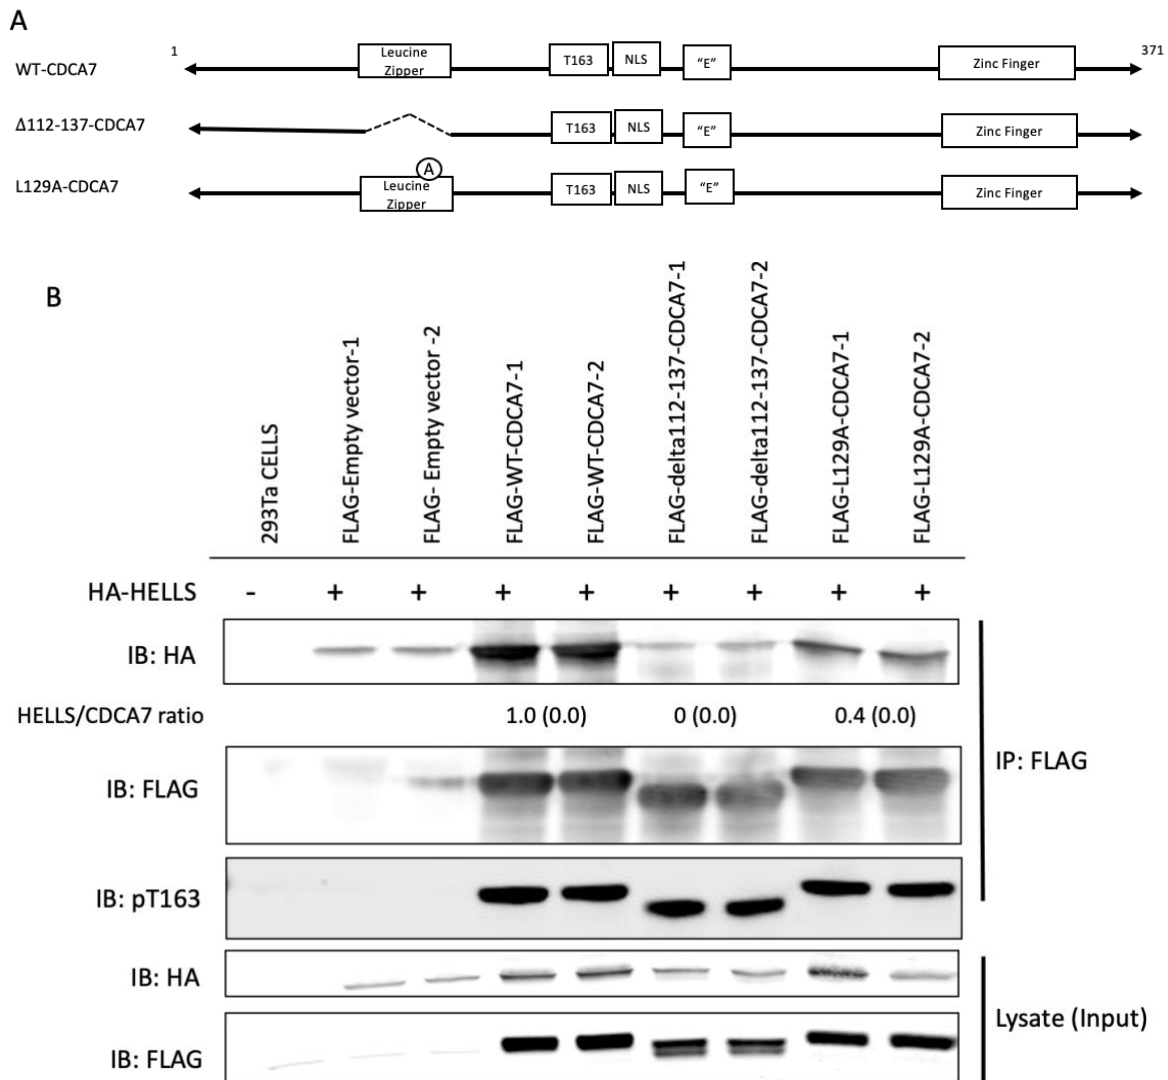 A
1
371
WT-CDCA7
Leucine
Zipper
T163
NLS
“E”
Zinc Finger
Δ112-137-CDCA7
T163
NLS
“E”
Zinc Finger
A
L129A-CDCA7
Leucine
Zipper
T163
NLS
“E”
Zinc Finger
B
293Ta CELLS
FLAG-Empty vector-1
FLAG- Empty vector -2
FLAG-WT-CDCA7-1
FLAG-WT-CDCA7-2
FLAG-delta112-137-CDCA7-1
FLAG-delta112-137-CDCA7-2
FLAG-L129A-CDCA7-1
FLAG-L129A-CDCA7-2
HA-HELLS - + + + + + + + +
IB: HA
HELLS/CDCA7 ratio 1.0 (0.0) 0 (0.0) 0.4 (0.0)
IB: FLAG
IP: FLAG
IB: pT163
IB: HA
Lysate (Input)
IB: FLAG